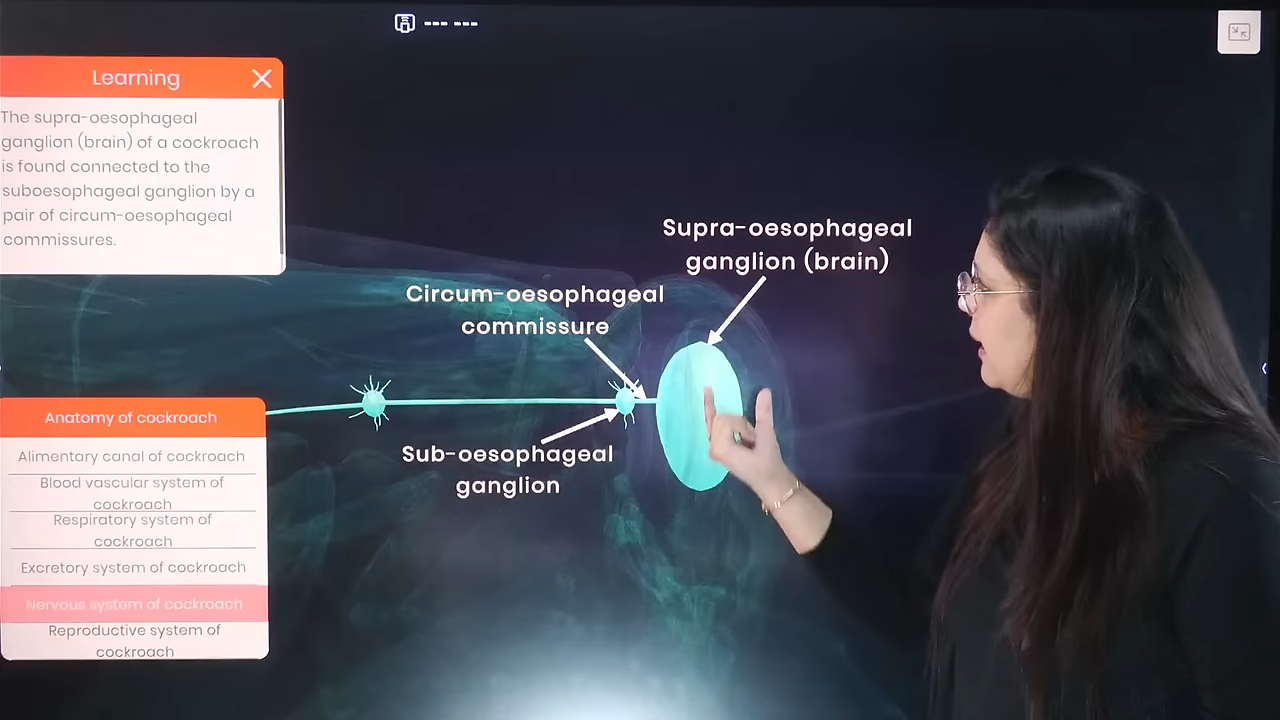 Learning
The supra-oesophageal
ganglion (brain) of a cockroach
is found connected to the
suboesophageal ganglion by a
pair of circum-oesophageal
commissures.
Supra-oesophageal
ganglion (brain)
Circum-oesophageal
commissure
Sub-oesophageal
ganglion
Anatomy of cockroach
Alimentary canal of cockroach
Blood vascular system of
cockroach
Respiratory system of
cockroach
Excretory system of cockroach
Nervous system of cockroach
Reproductive system of
cockroach